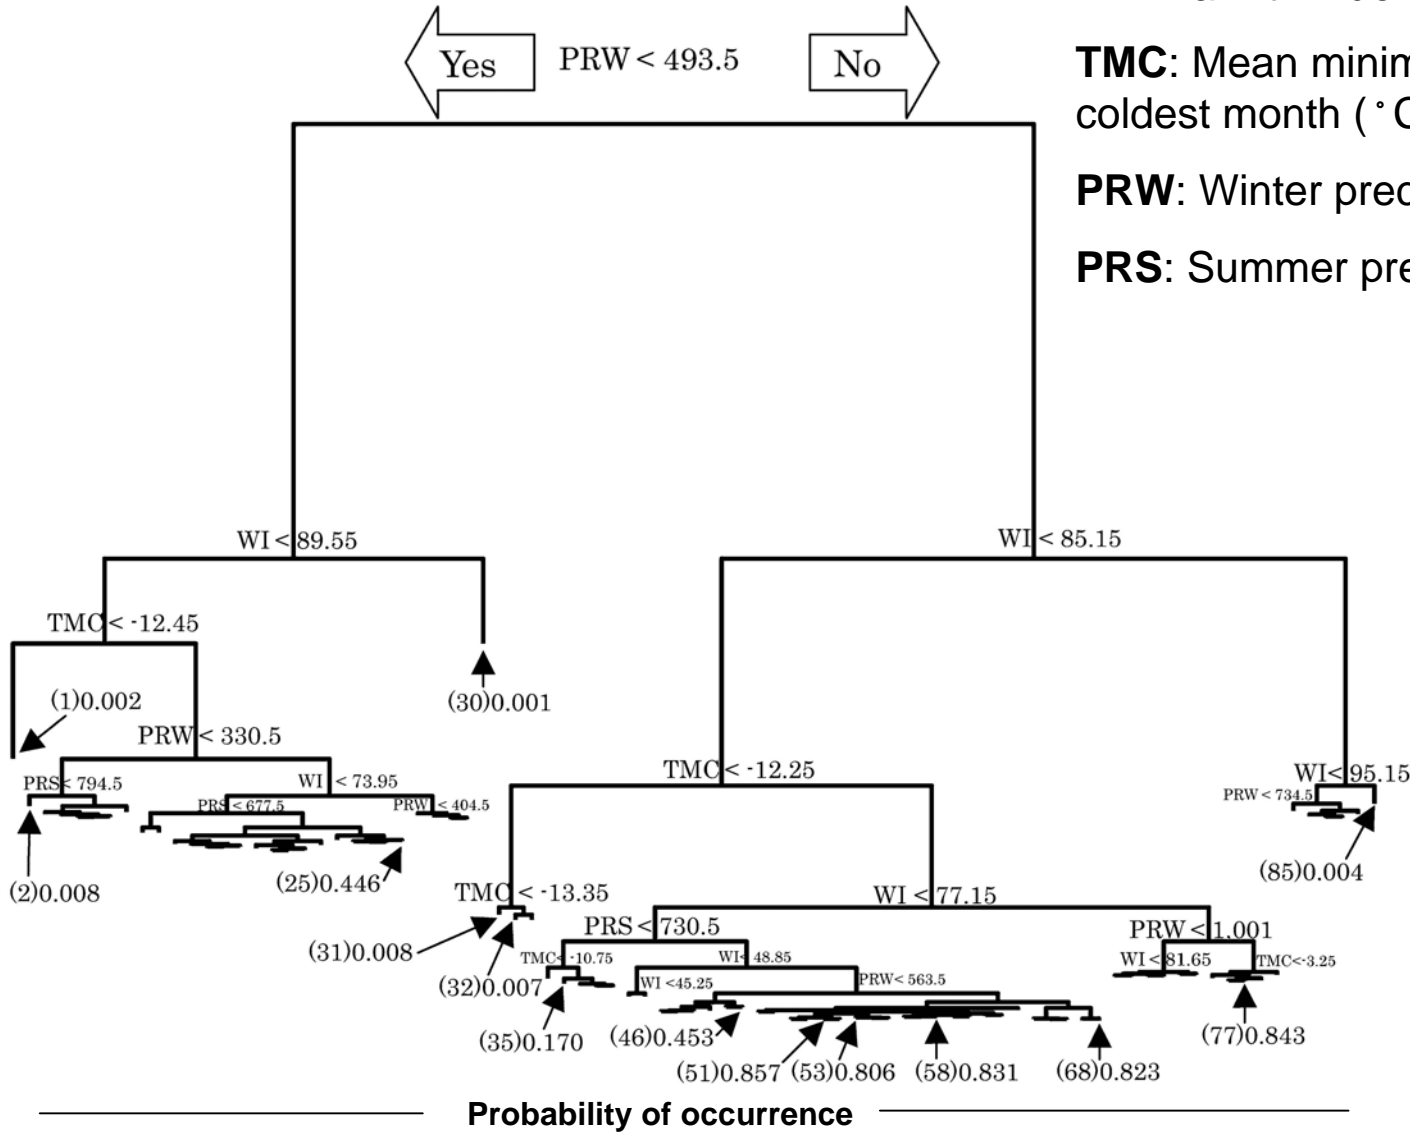 Yes
PRW < 493.5
No
TMC: Mean
coldest month (˚C
PRW: Winter
PRS: Summer
WI < 89.55
WI < 85.15
TMC < -12.45
(1)0.002
(30)0.001
PRW < 330.5
PRS < 794.5
WI < 73.95
PRS < 677.5
PRW < 404.5
(2)0.008
(25)0.446
TMC < -12.25
WI < 95.15
PRW < 734.5
(85)0.004
TMC < -13.35
WI < 77.15
(31)0.008
(32)0.007
PRS < 730.5
PRW < 1,001
TMC < -10.75
WI < 48.85
WI < 81.65
TMC<-3.25
WI <45.25
PRW< 563.5
(35)0.170
(46)0.453
(77)0.843
(51)0.857
(53)0.806
(58)0.831
(68)0.823
Probability of occurrence